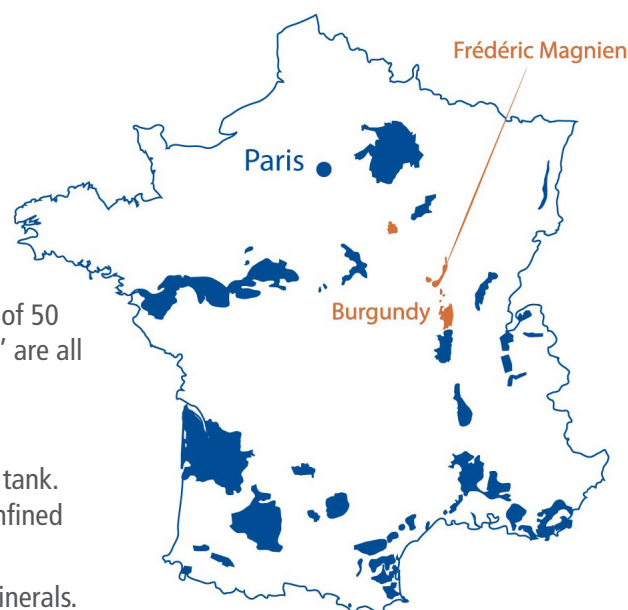 Frédéric Magnien
Paris
of 50
Burgundy
’ are all
tank.
nfined
inerals.